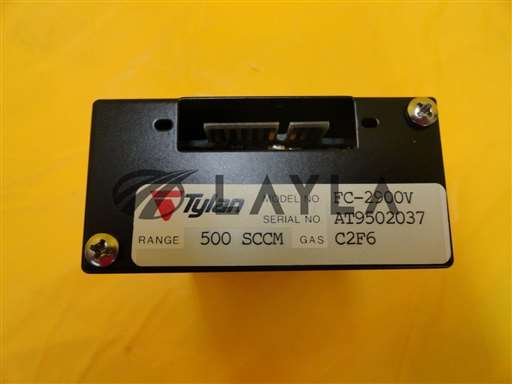 LAYLA
Tylan MODEL NO FC-2900V
SERIAL NO AT9502037
RANGE 500 SCCM GAS C2F6